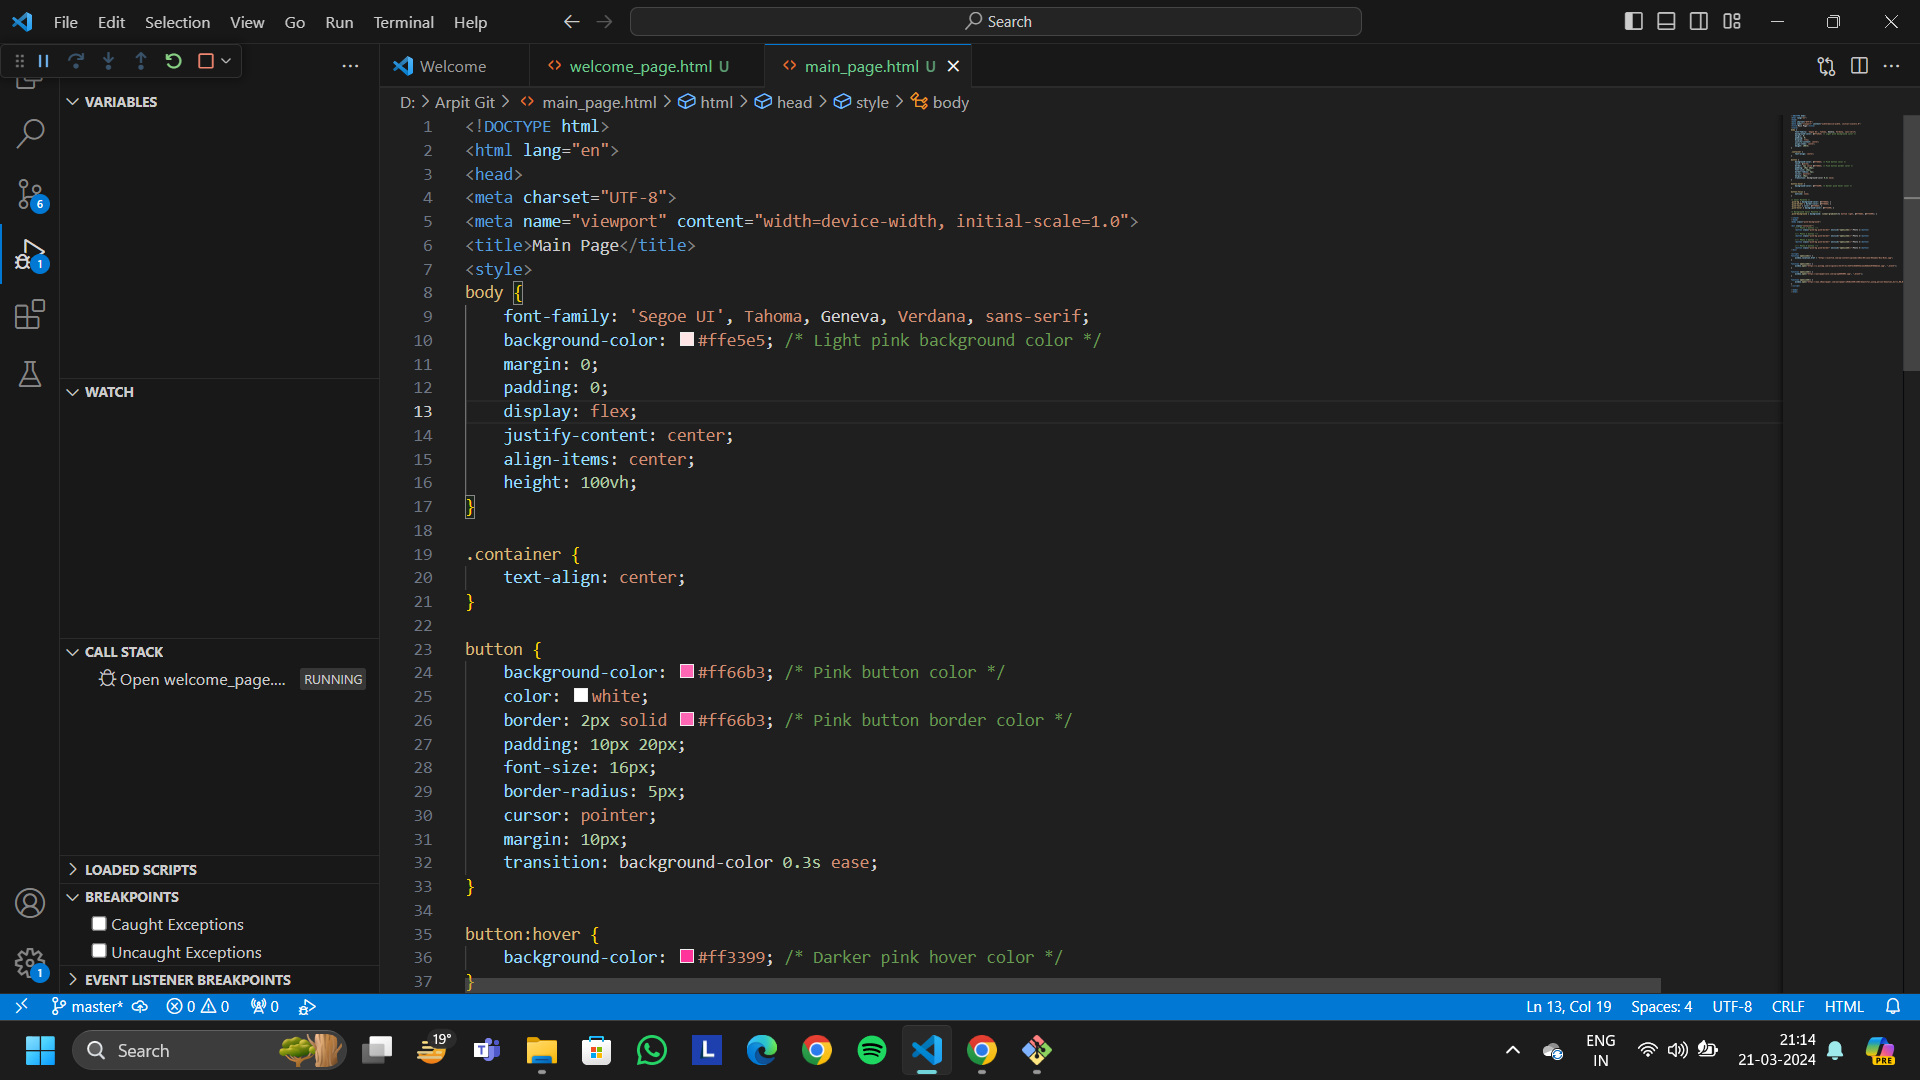 File Edit Selection View Go Run Terminal Help
Search
Welcome
welcome_page.html U
main_page.html U
D: > Arpit Git > main_page.html > html > head > style > body
VARIABLES
WATCH
CALL STACK
Open welcome_page.... RUNNING
LOADED SCRIPTS
BREAKPOINTS
Caught Exceptions
Uncaught Exceptions
EVENT LISTENER BREAKPOINTS
6
1
1
1 <!DOCTYPE html>
2 <html lang="en">
3 <head>
4 <meta charset="UTF-8">
5 <meta name="viewport" content="width=device-width, initial-scale=1.0">
6 <title>Main Page</title>
7 <style>
8 body {
9 font-family: 'Segoe UI', Tahoma, Geneva, Verdana, sans-serif;
10 background-color: #ffe5e5; /* Light pink background color */
11 margin: 0;
12 padding: 0;
13 display: flex;
14 justify-content: center;
15 align-items: center;
16 height: 100vh;
17 }
18
19 .container {
20 text-align: center;
21 }
22
23 button {
24 background-color: #ff66b3; /* Pink button color */
25 color: white;
26 border: 2px solid #ff66b3; /* Pink button border color */
27 padding: 10px 20px;
28 font-size: 16px;
29 border-radius: 5px;
30 cursor: pointer;
31 margin: 10px;
32 transition: background-color 0.3s ease;
33 }
34
35 button:hover {
36 background-color: #ff3399; /* Darker pink hover color */
37 }
master* 0 0 0
Ln 13, Col 19 Spaces: 4 UTF-8 CRLF HTML
Search
19°
L
ENG
IN
21:14
21-03-2024
PRE